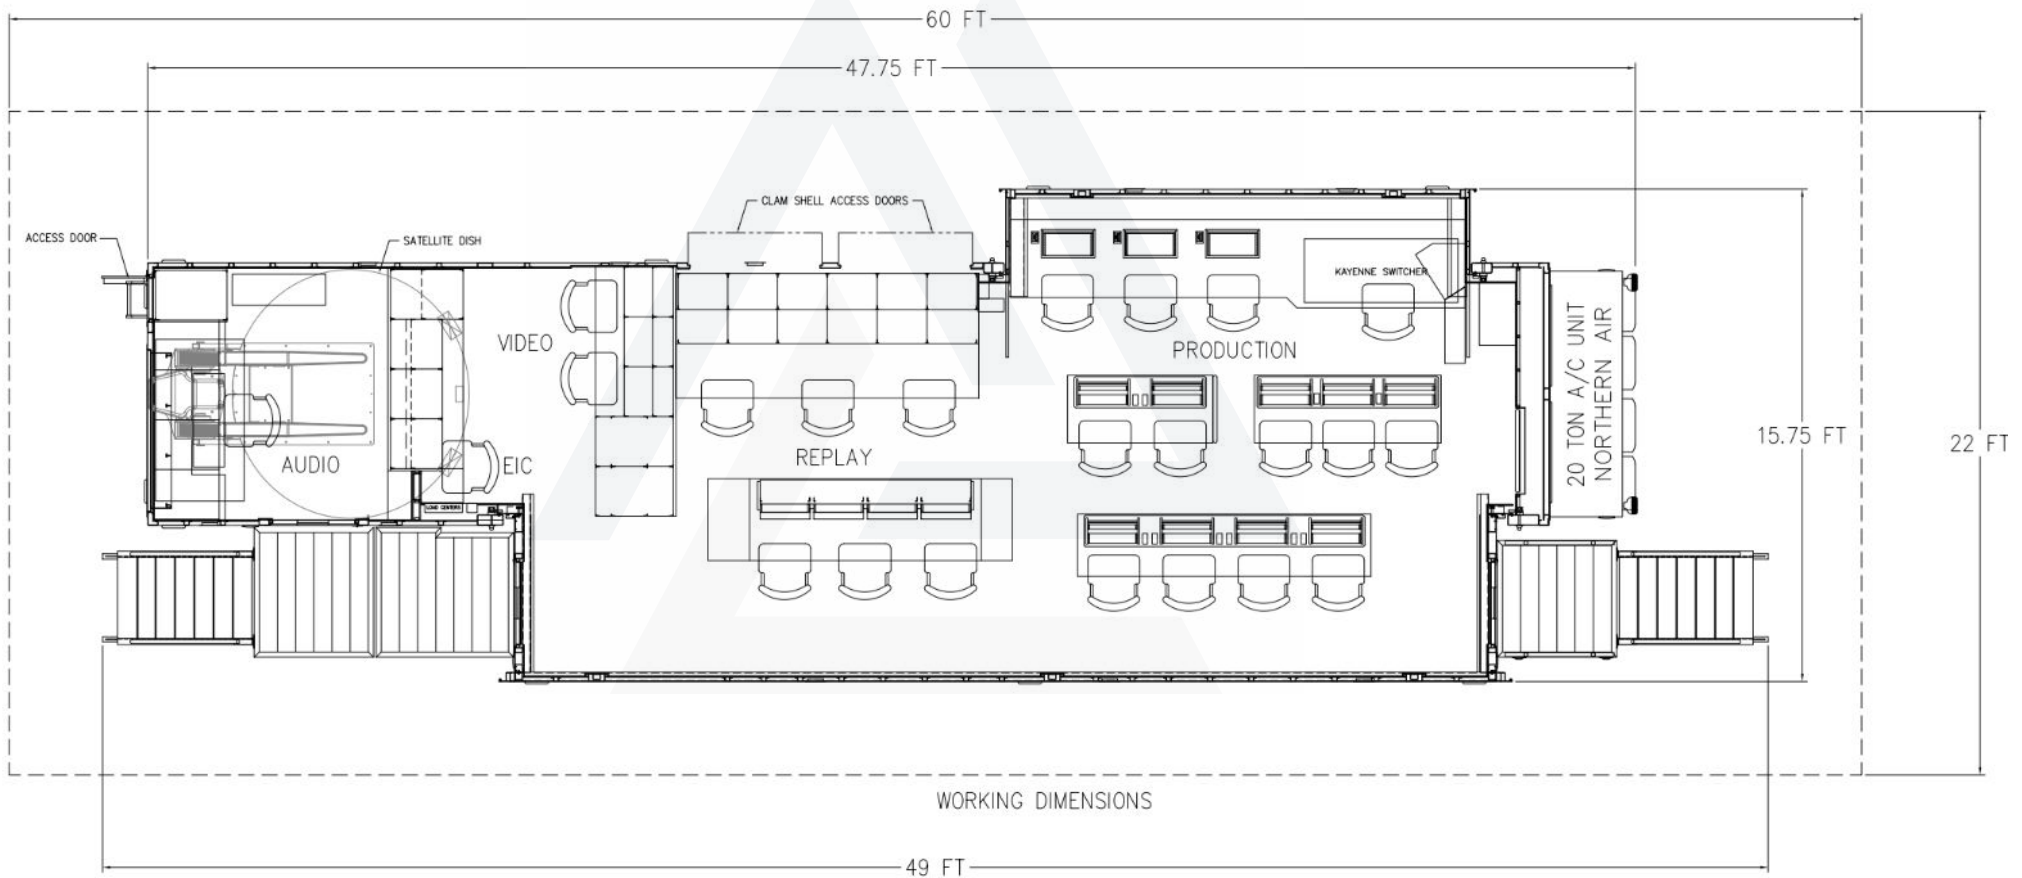 60 FT
47.75 FT
CLAM SHELL ACCESS DOORS
ACCESS DOOR
SATELLITE DISH
KAYENNE SWITCHER
VIDEO
PRODUCTION
20 TON A/C UNIT
NORTHERN AIR
15.75 FT
22 FT
REPLAY
AUDIO
EIC
LOAD CENTERS
WORKING DIMENSIONS
49 FT